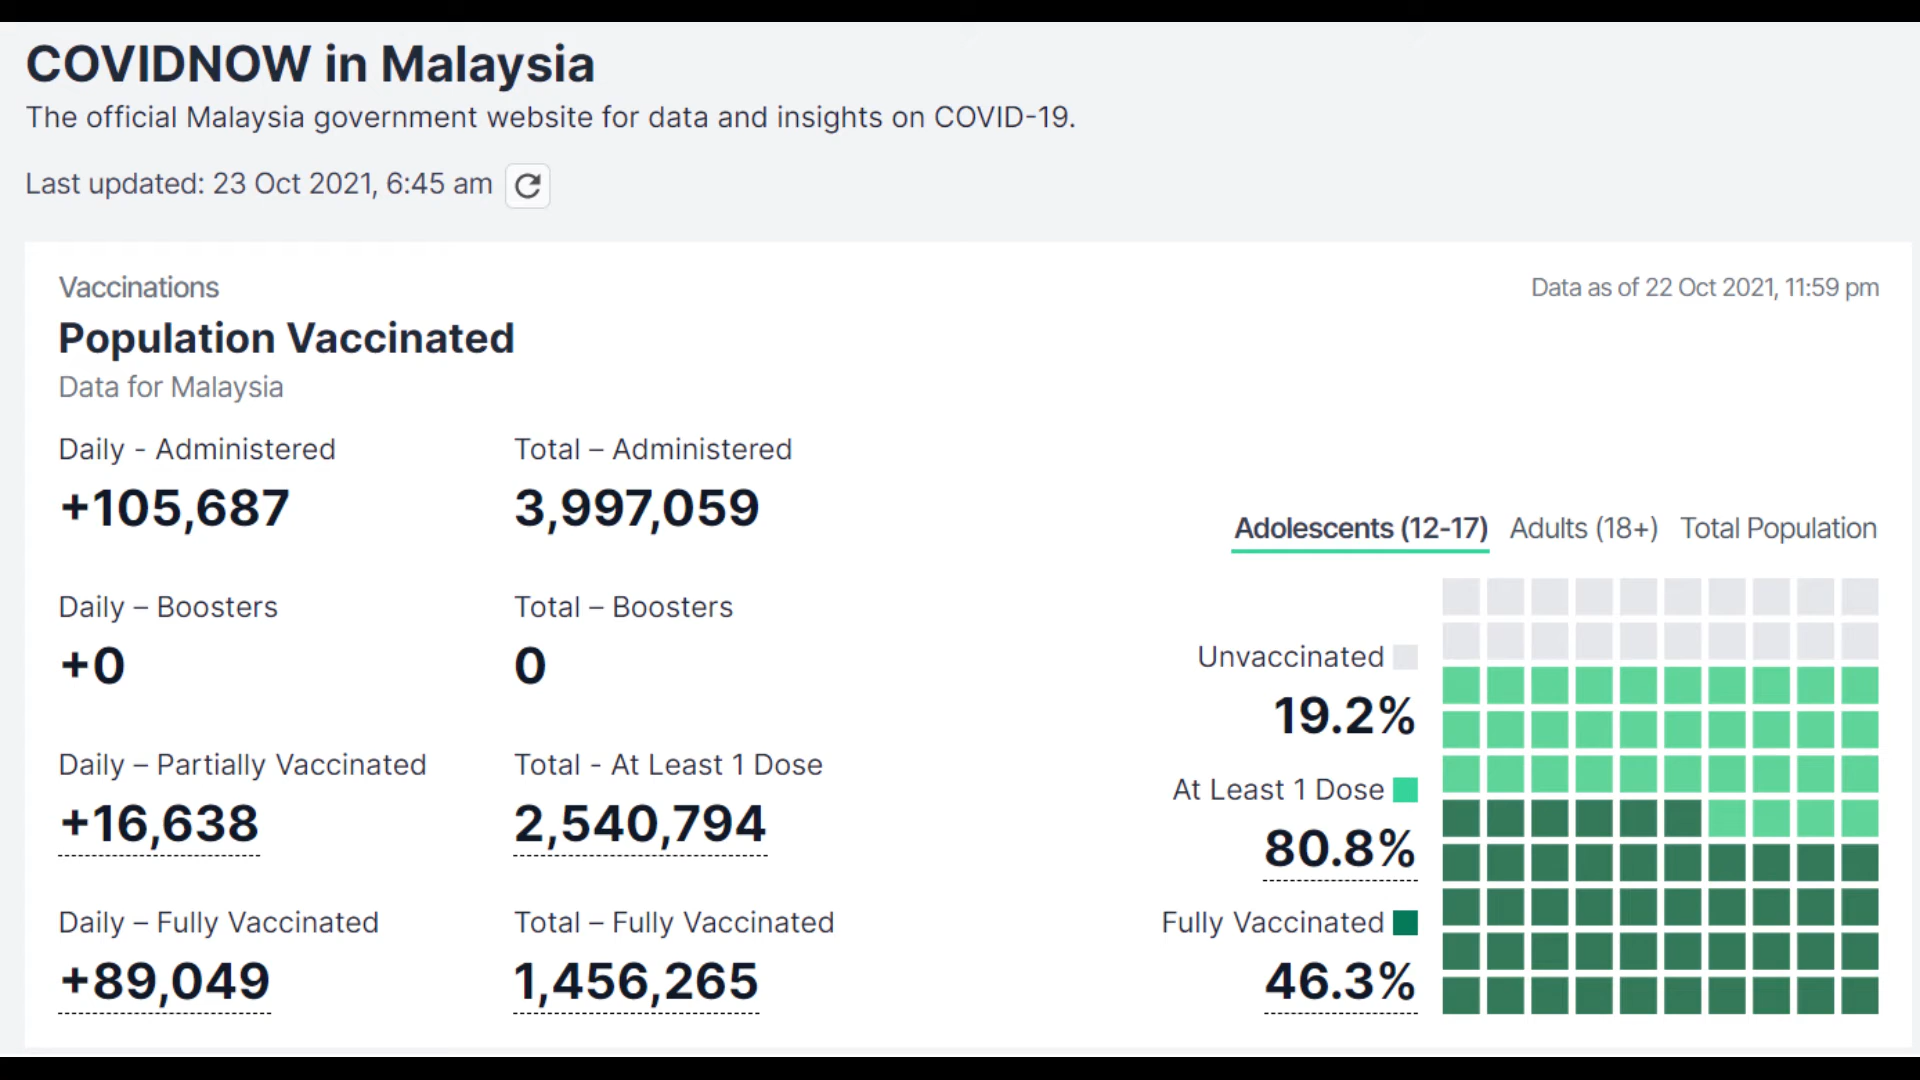 COVIDNOW in Malaysia
The official Malaysia government website for data and insights on COVID-19.
Last updated: 23 Oct 2021, 6:45 am
Vaccinations
Data as of 22 Oct 2021, 11:59 pm
Population Vaccinated
Data for Malaysia
Daily - Administered
+105,687
Total – Administered
3,997,059
Daily – Boosters
+0
Total – Boosters
0
Daily – Partially Vaccinated
+16,638
Total - At Least 1 Dose
2,540,794
Daily – Fully Vaccinated
+89,049
Total – Fully Vaccinated
1,456,265
Adolescents (12-17) Adults (18+) Total Population
Unvaccinated
19.2%
At Least 1 Dose
80.8%
Fully Vaccinated
46.3%